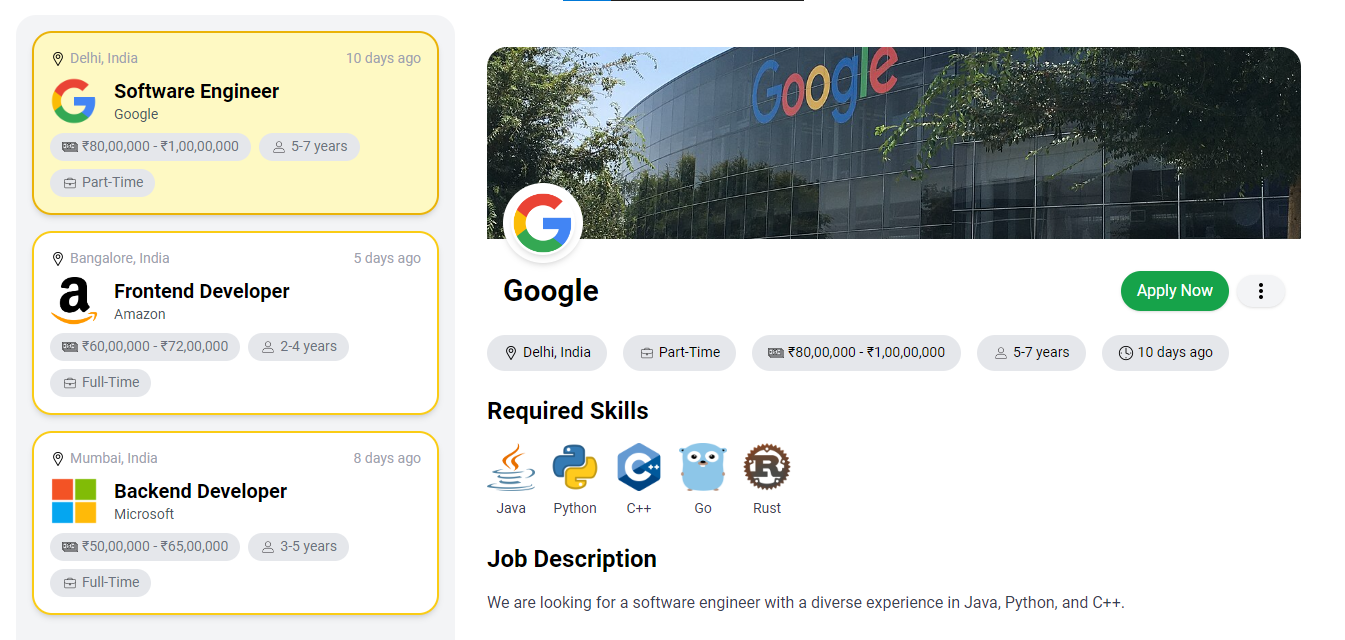 Delhi, India
10 days ago
Software Engineer
Google
₹80,00,000 - ₹1,00,00,000
5-7 years
Part-Time
Bangalore, India
5 days ago
Frontend Developer
Amazon
₹60,00,000 - ₹72,00,000
2-4 years
Full-Time
Mumbai, India
8 days ago
Backend Developer
Microsoft
₹50,00,000 - ₹65,00,000
3-5 years
Full-Time
Google
Google
Apply Now
Delhi, India
Part-Time
₹80,00,000 - ₹1,00,00,000
5-7 years
10 days ago
Required Skills
Java
Python
C++
Go
Rust
Job Description
We are looking for a software engineer with a diverse experience in Java, Python, and C++.